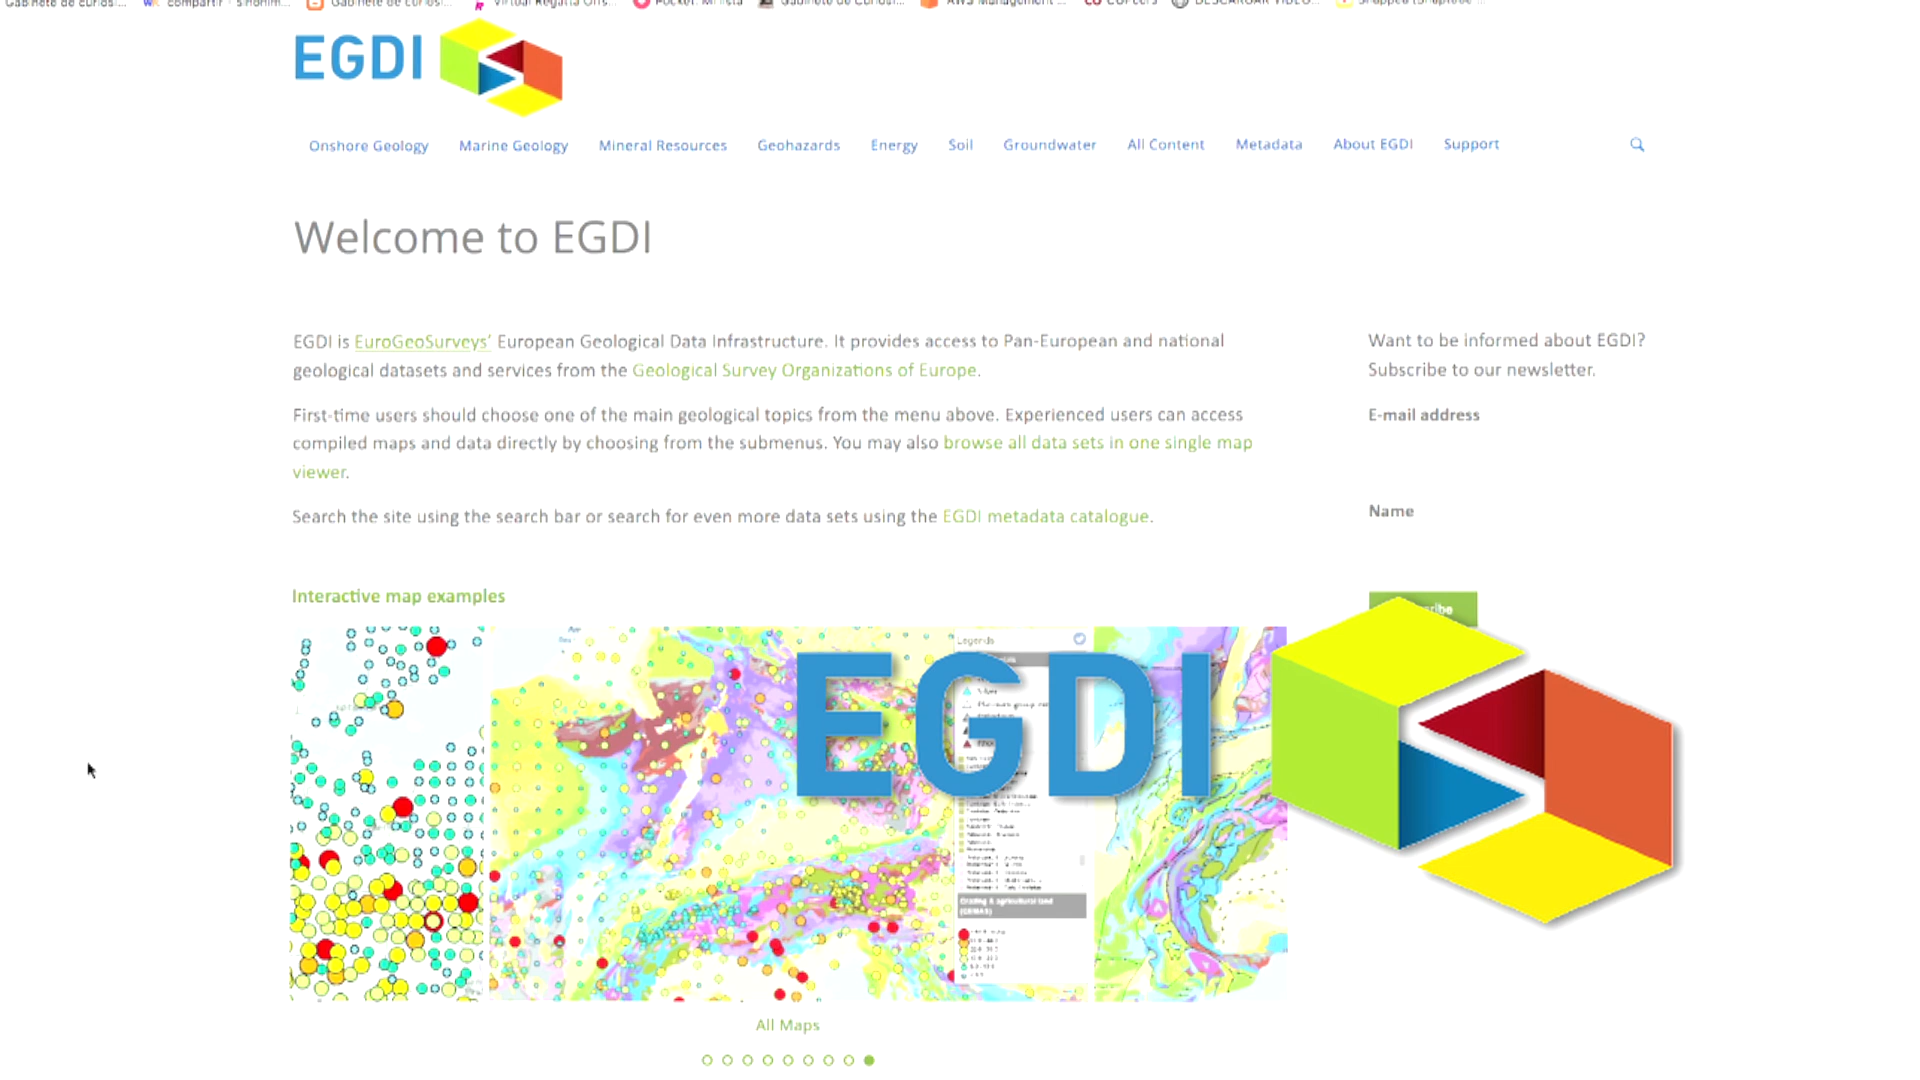 EGDI
Onshore Geology Marine Geology Mineral Resources Geohazards Energy Soil Groundwater All Content Metadata About EGDI Support
Welcome to EGDI
EGDI is EuroGeoSurveys' European Geological Data Infrastructure. It provides access to Pan-European and national
geological datasets and services from the Geological Survey Organizations of Europe.
First-time users should choose one of the main geological topics from the menu above. Experienced users can access
compiled maps and data directly by choosing from the submenus. You may also browse all data sets in one single map
viewer.
Search the site using the search bar or search for even more data sets using the EGDI metadata catalogue.
Want to be informed about EGDI?
Subscribe to our newsletter.
E-mail address
Name
Interactive map examples
Legends
EGDI
Grazing & agricultural land
(GEMAS)
All Maps